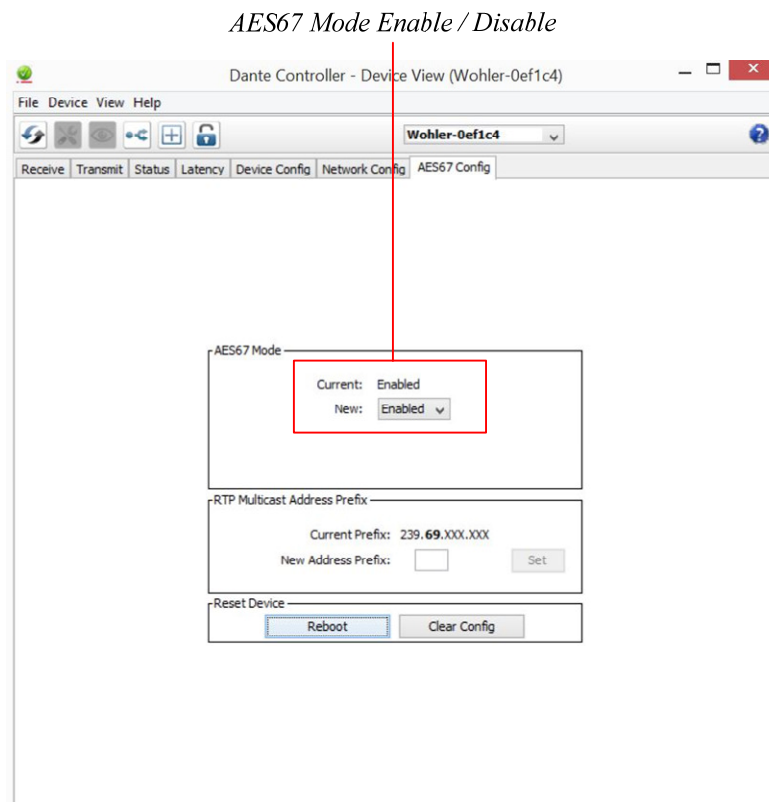 AES67 Mode Enable / Disable
Dante Controller - Device View (Wohler-0ef1c4)
File Device View Help
Wohler-0ef1c4
Receive Transmit Status Latency Device Config Network Config AES67 Config
AES67 Mode
Current: Enabled
New: Enabled
RTP Multicast Address Prefix
Current Prefix: 239.69.XXX.XXX
New Address Prefix: Set
Reset Device
Reboot Clear Config